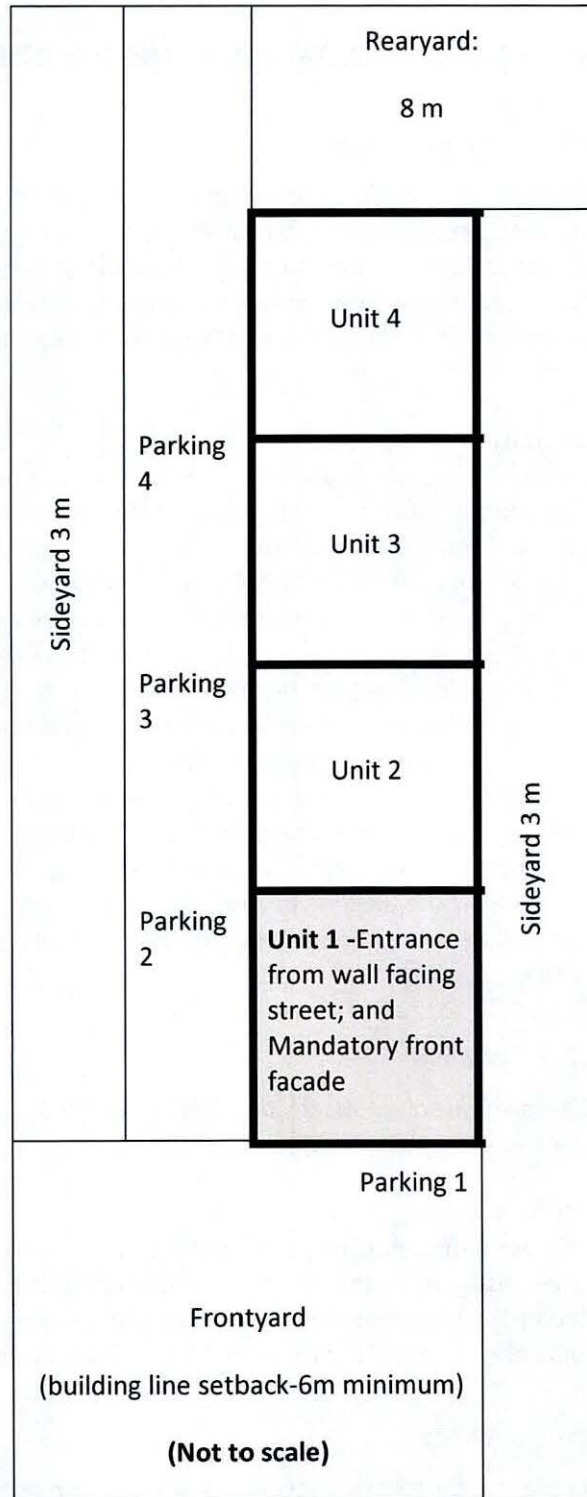 Rearyard:
8 m
Unit 4
Parking
4
Unit 3
Sideyard 3 m
Parking
3
Unit 2
Sideyard 3 m
Parking
2
Unit 1 -Entrance
from wall facing
street; and
Mandatory front
facade
Parking 1
Frontyard
(building line setback-6m minimum)
(Not to scale)